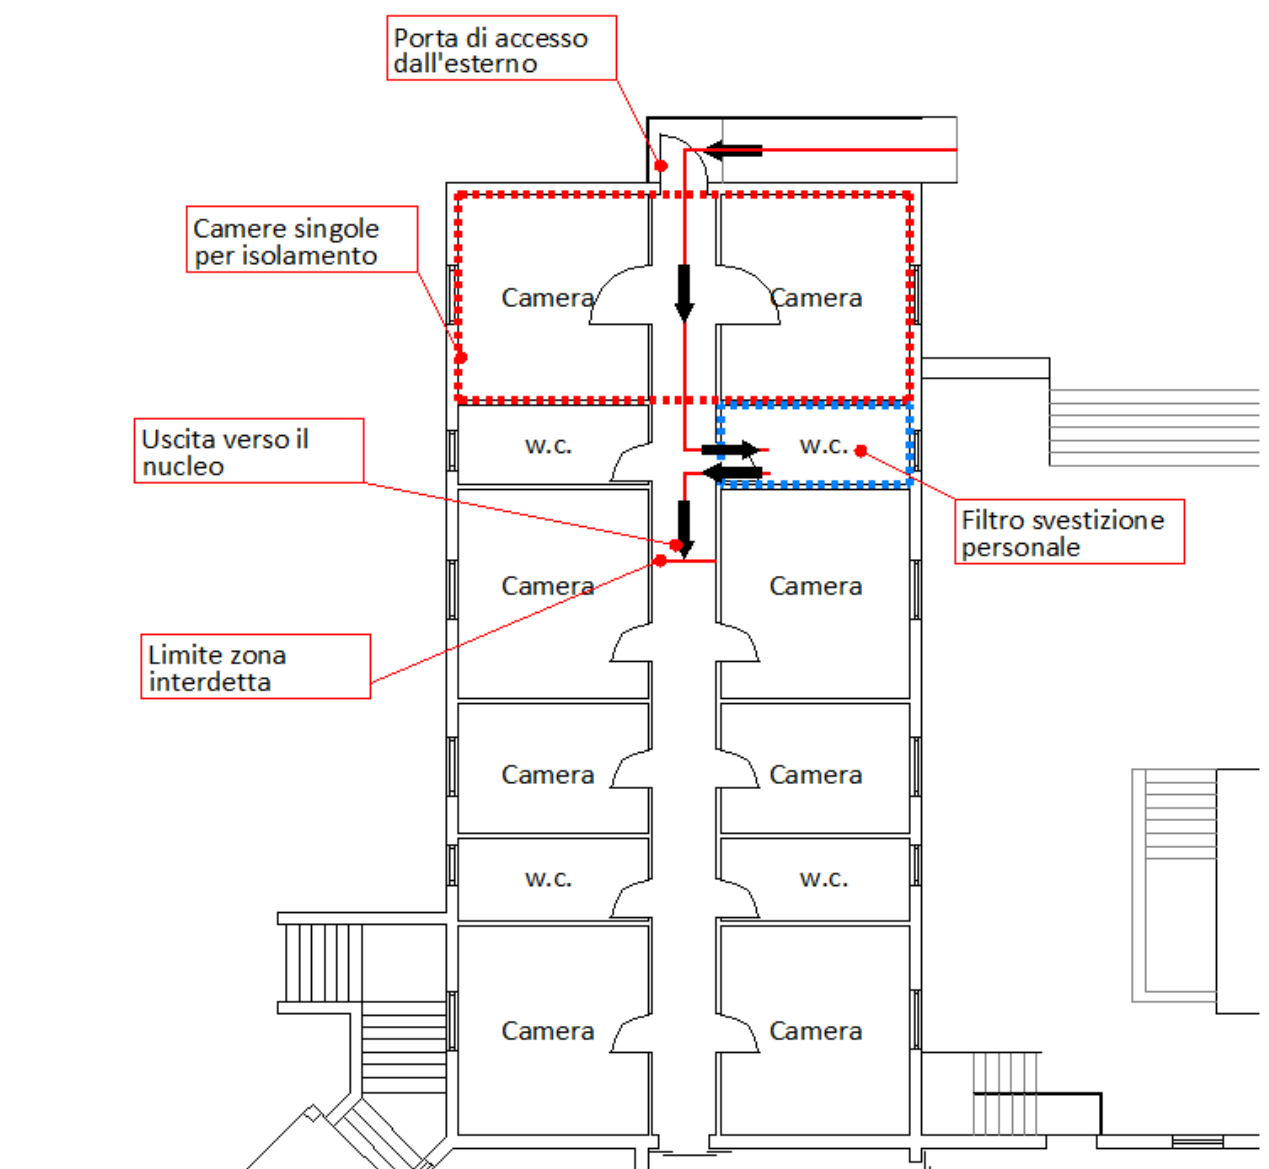 Porta di accesso
dall'esterno
Camere singole
per isolamento
Camera
Camera
Uscita verso il
nucleo
w.c.
w.c.
Filtro svestizione
personale
Camera
Camera
Limite zona
interdetta
Camera
Camera
w.c.
w.c.
Camera
Camera